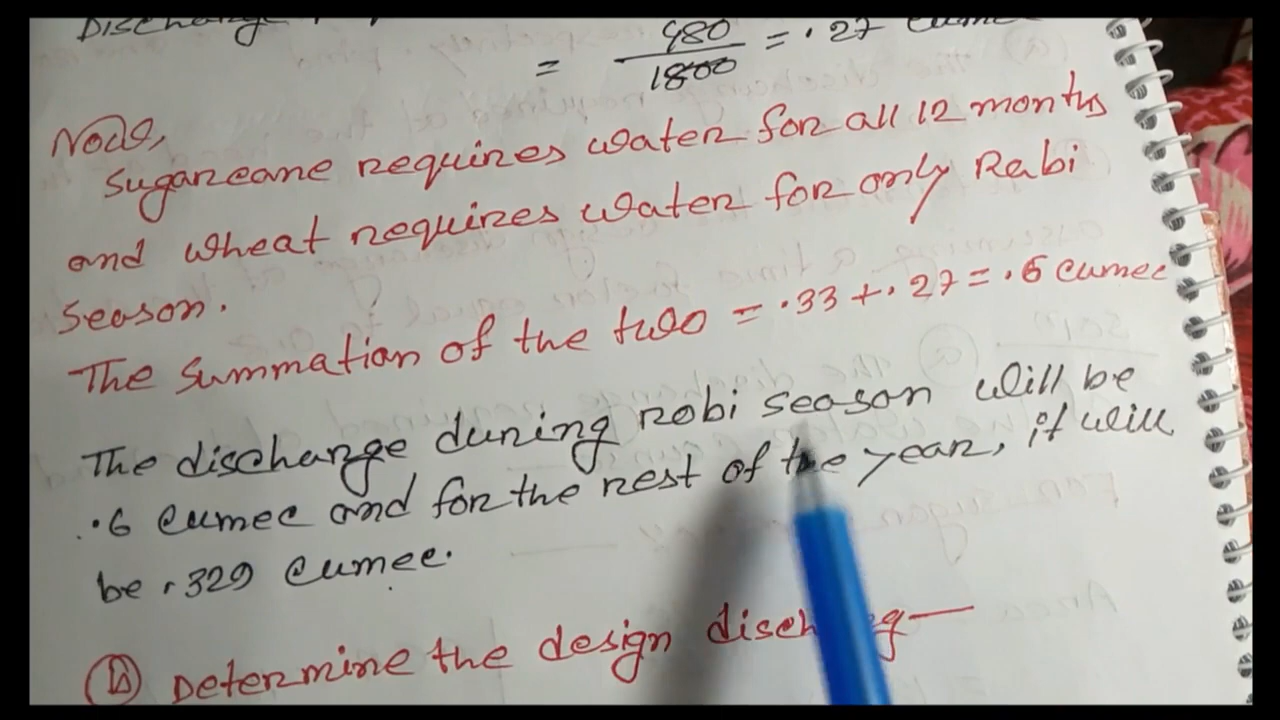 Discharge
480
= ——— = .27 cumec
1800
Now,
Sugarcane requires water for all 12 months
and wheat requires water for only Rabi
season.
The summation of the two = .33 + .27 = .6 cumec
The discharge during robi season will be
.6 cumec and for the rest of the year, it will
be .329 cumec.
(b) Determine the design